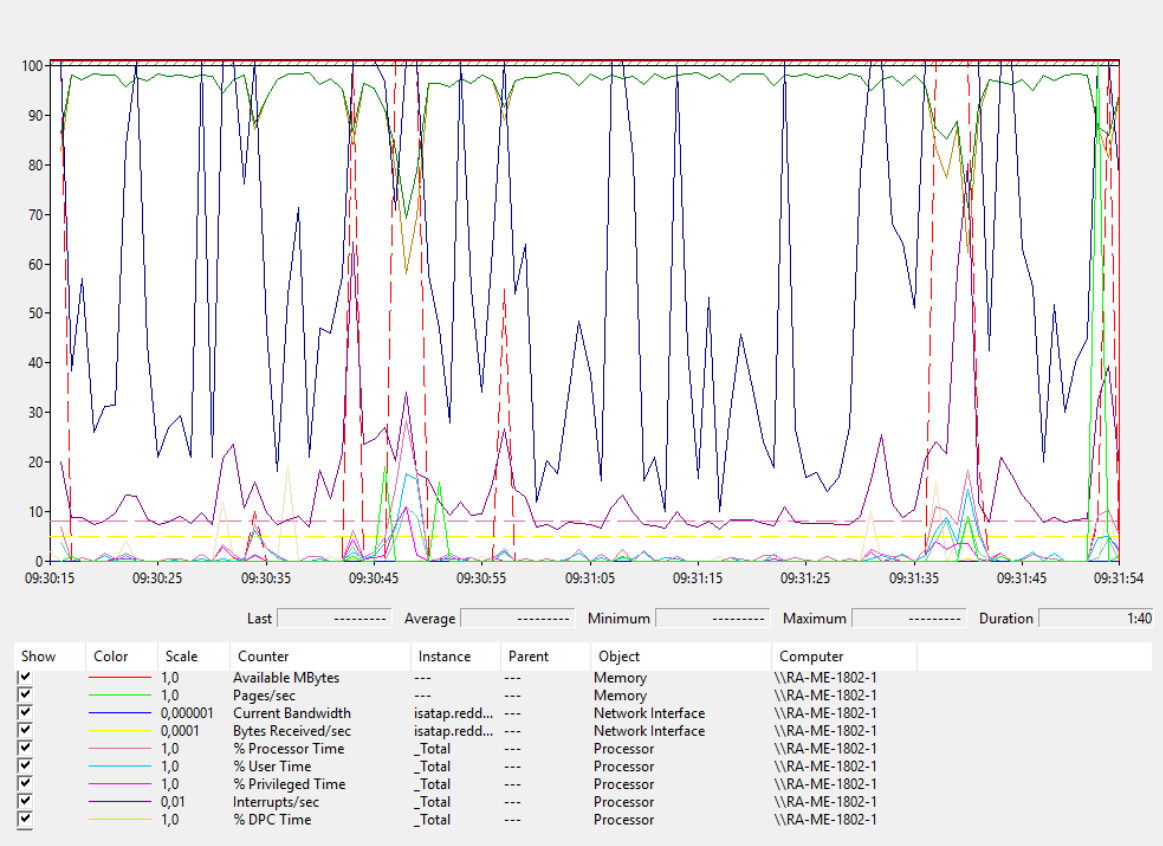 100
90
80
70
60
50
40
30
20
10
0
09:30:15 09:30:25 09:30:35 09:30:45 09:30:55 09:31:05 09:31:15 09:31:25 09:31:35 09:31:45 09:31:54
Last --------- Average --------- Minimum --------- Maximum --------- Duration 1:40
Show Color Scale Counter Instance Parent Object Computer
1,0 Available MBytes --- --- Memory \\RA-ME-1802-1
1,0 Pages/sec --- --- Memory \\RA-ME-1802-1
0,000001 Current Bandwidth isatap.redd... --- Network Interface \\RA-ME-1802-1
0,0001 Bytes Received/sec isatap.redd... --- Network Interface \\RA-ME-1802-1
1,0 % Processor Time _Total --- Processor \\RA-ME-1802-1
1,0 % User Time _Total --- Processor \\RA-ME-1802-1
1,0 % Privileged Time _Total --- Processor \\RA-ME-1802-1
0,01 Interrupts/sec _Total --- Processor \\RA-ME-1802-1
1,0 % DPC Time _Total --- Processor \\RA-ME-1802-1